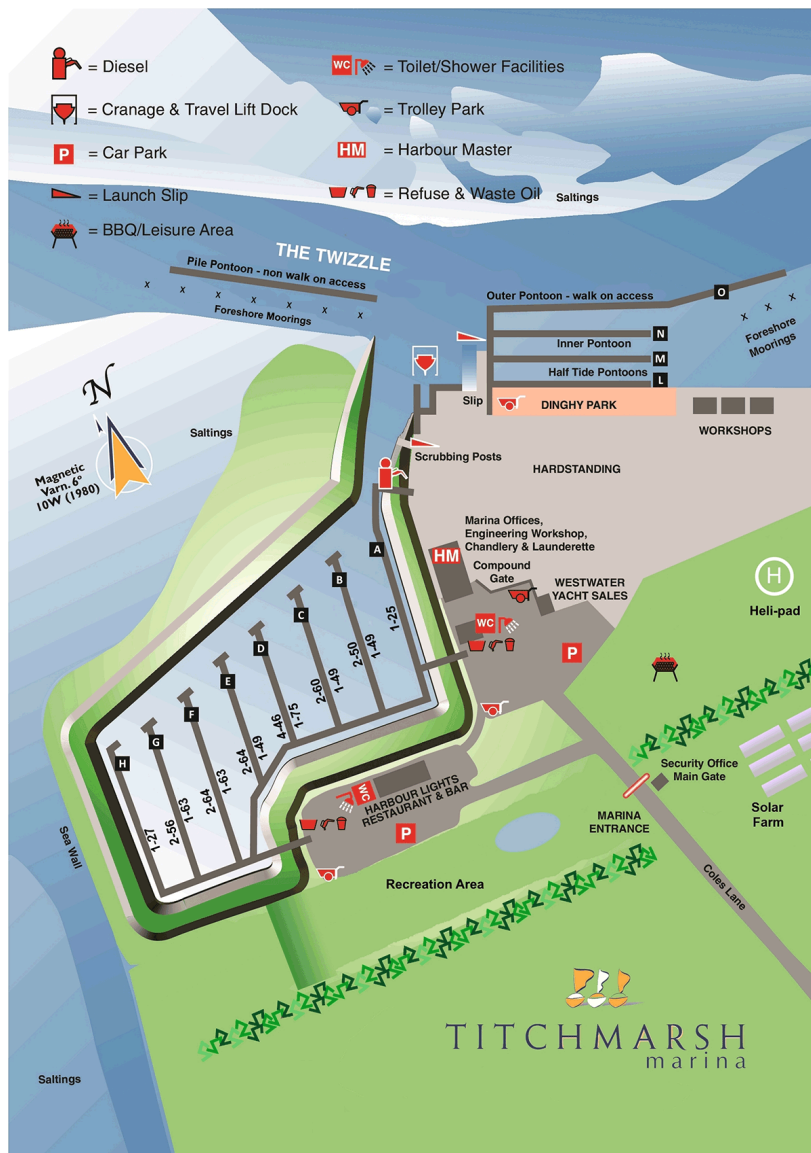 = Diesel
WC = Toilet/Shower Facilities
= Cranage & Travel Lift Dock
= Trolley Park
P = Car Park
HM = Harbour Master
= Launch Slip
= Refuse & Waste Oil
Saltings
= BBQ/Leisure Area
THE TWIZZLE
Pile Pontoon - non walk on access
x x x x x x x
Foreshore Moorings
Outer Pontoon - walk on access
O
x x x
Foreshore
Moorings
N
Inner Pontoon
M
Half Tide Pontoons
L
Slip
DINGHY PARK
WORKSHOPS
N
Magnetic
Varn. 6°
10W (1980)
Saltings
Scrubbing Posts
HARDSTANDING
Marina Offices,
Engineering Workshop,
Chandlery & Launderette
HM
Compound
Gate
WESTWATER
YACHT SALES
H
Heli-pad
WC
P
A
B
C
D
E
F
G
H
1-25
1-49
2-50
1-49
2-60
1-75
4-46
1-49
2-64
1-63
2-64
1-63
2-56
1-27
Sea Wall
WC
HARBOUR LIGHTS
RESTAURANT & BAR
P
Security Office
Main Gate
MARINA
ENTRANCE
Solar
Farm
Coles Lane
Recreation Area
TITCHMARSH
marina
Saltings